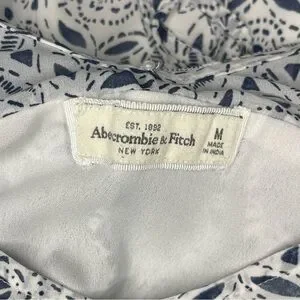 EST. 1892
Abercrombie & Fitch
NEW YORK
M
MADE
IN INDIA